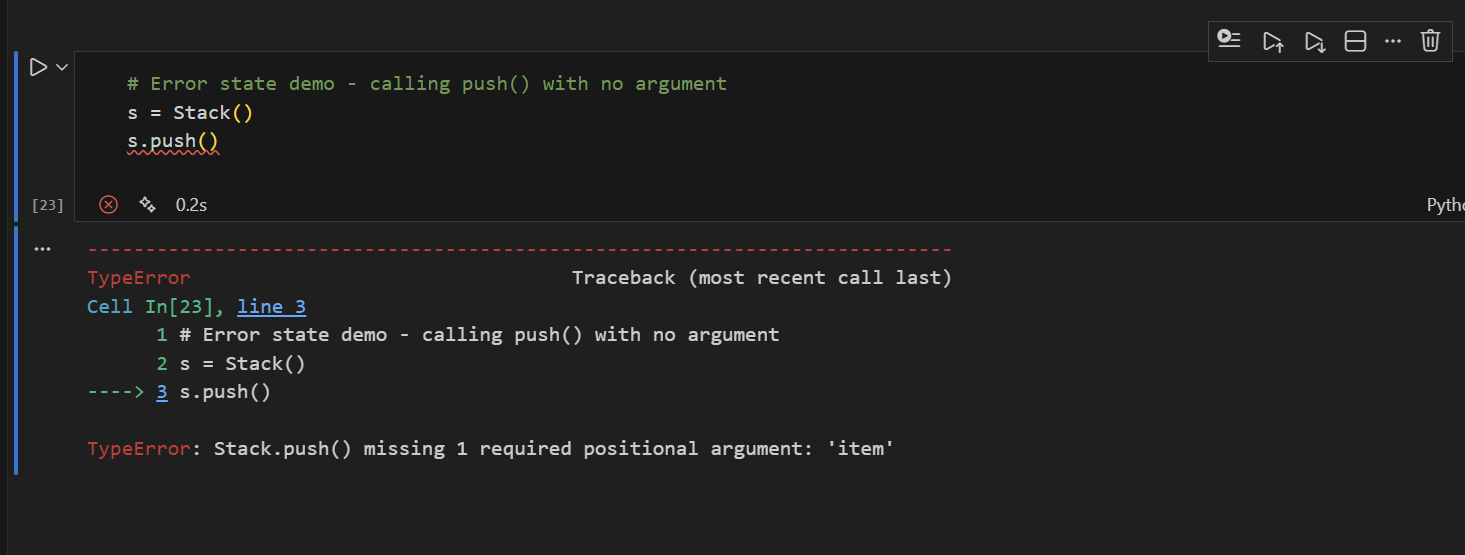 # Error state demo - calling push() with no argument
s = Stack()
s.push()
[23] 0.2s Pytho
---------------------------------------------------------------------------
TypeError                                 Traceback (most recent call last)
Cell In[23], line 3
      1 # Error state demo - calling push() with no argument
      2 s = Stack()
----> 3 s.push()
TypeError: Stack.push() missing 1 required positional argument: 'item'